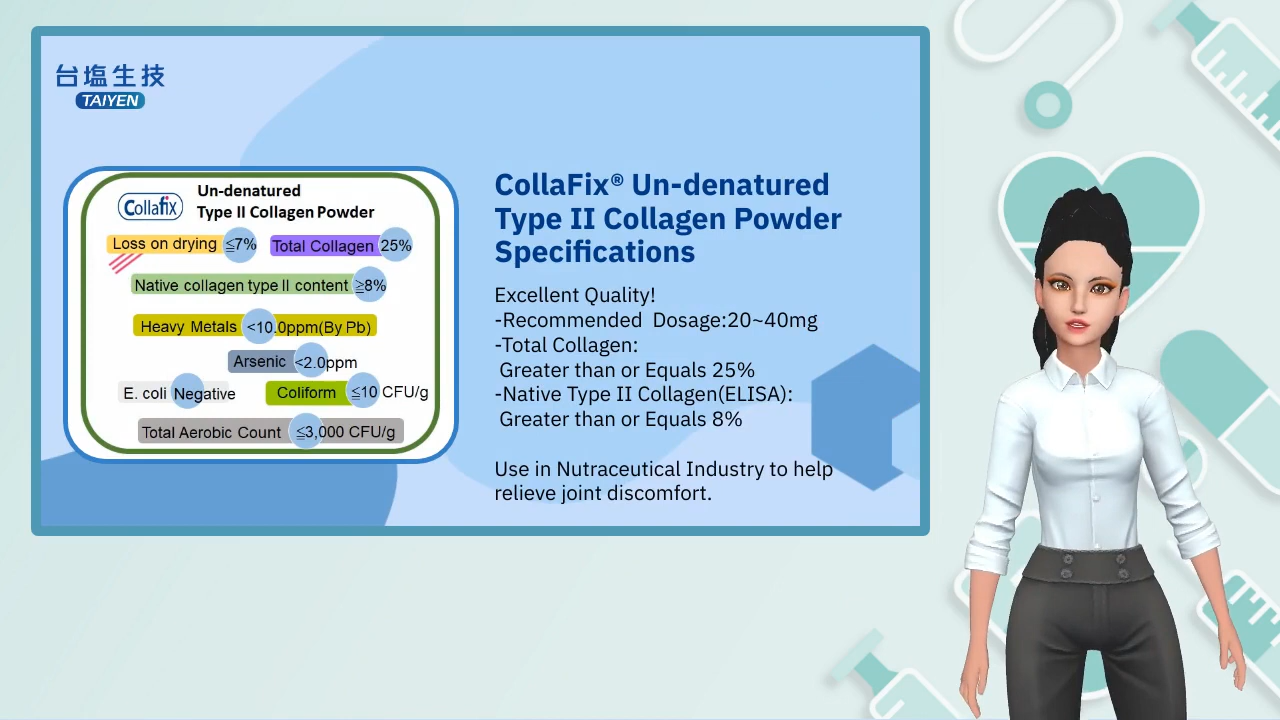 台塩生技
TAIYEN
Collafix
Un-denatured
Type II Collagen Powder
Loss on drying ≦7%
Total Collagen 25%
Native collagen type II content ≧8%
Heavy Metals <10.0ppm(By Pb)
Arsenic <2.0ppm
E. coli Negative
Coliform ≦10 CFU/g
Total Aerobic Count ≦3,000 CFU/g
CollaFix® Un-denatured
Type II Collagen Powder
Specifications
Excellent Quality!
-Recommended Dosage:20~40mg
-Total Collagen:
Greater than or Equals 25%
-Native Type II Collagen(ELISA):
Greater than or Equals 8%
Use in Nutraceutical Industry to help
relieve joint discomfort.